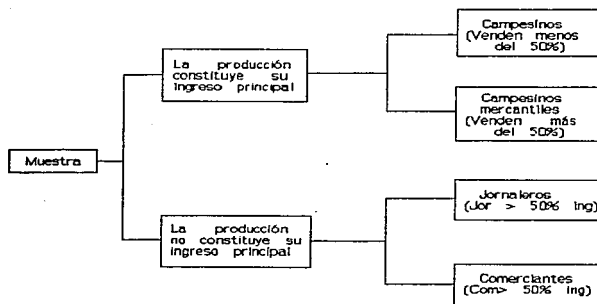 Muestra
La producción
constituye su
ingreso principal
La producción
no constituye su
ingreso principal
Campesinos
(Venden menos
del 50%)
Campesinos
mercantiles
(Venden más
del 50%)
Jornaleros
(Jor > 50% ing)
Comerciantes
(Com> 50% ing)